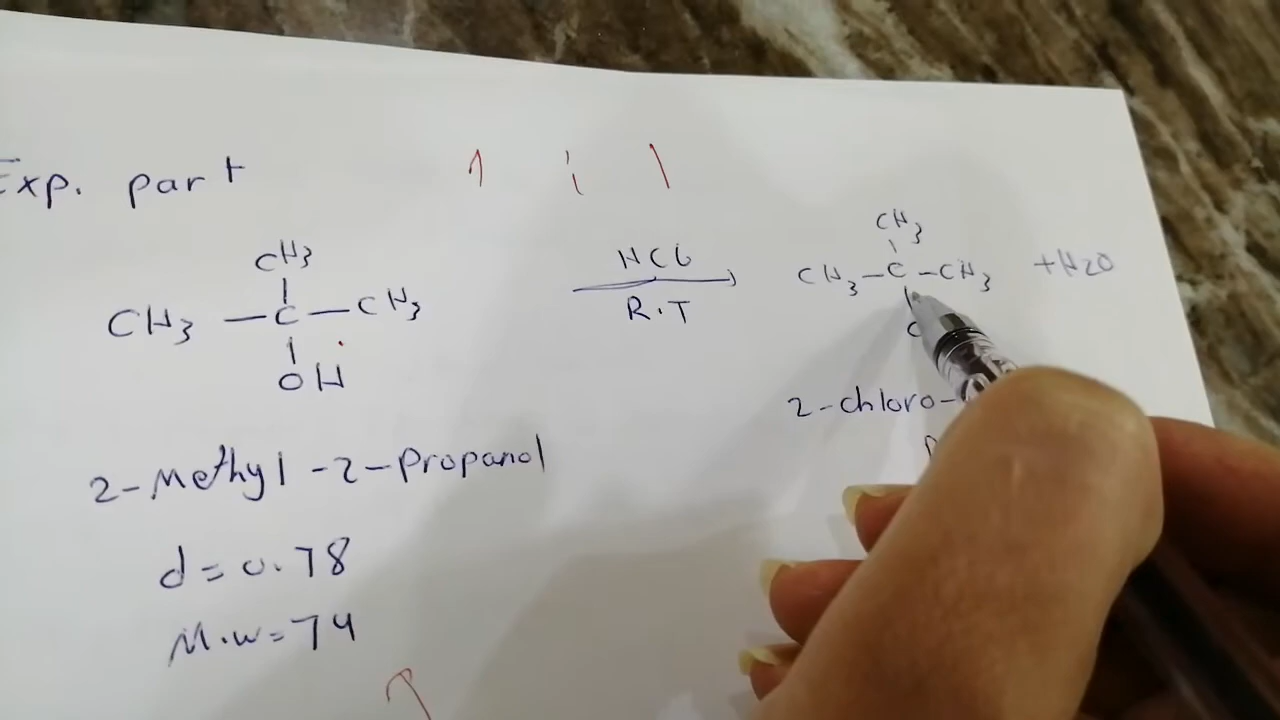 Exp. part
CH3
CH3 - C - CH3
OH
HCl
R.T
CH3
CH3 - C - CH3 + H2O
2-chloro-
2-Methyl-2-Propanol
d = 0.78
M.w = 74